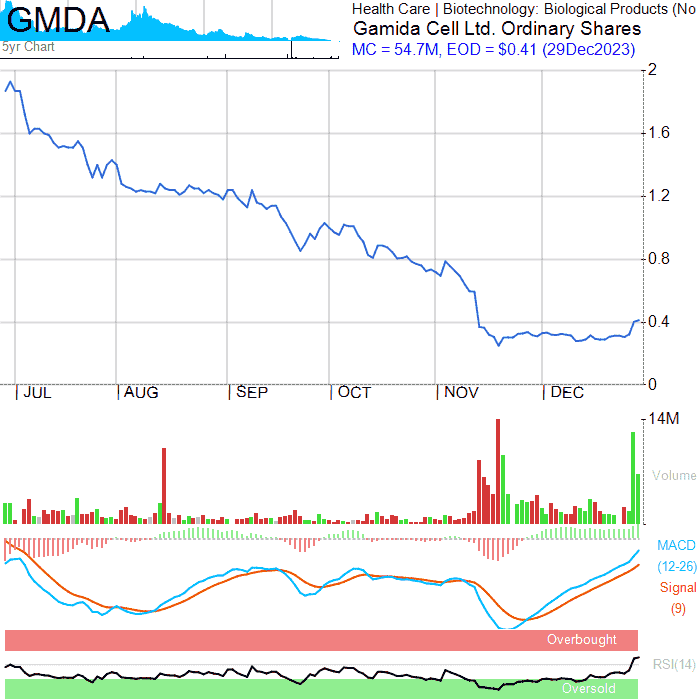 GMDA
5yr Chart
Health Care | Biotechnology: Biological Products (No
Gamida Cell Ltd. Ordinary Shares
MC = 54.7M, EOD = $0.41 (29Dec2023)
2
1.6
1.2
0.8
0.4
0
| JUL | AUG | SEP | OCT | NOV | DEC
14M
Volume
MACD
(12-26)
Signal
(9)
Overbought
RSI(14)
Oversold